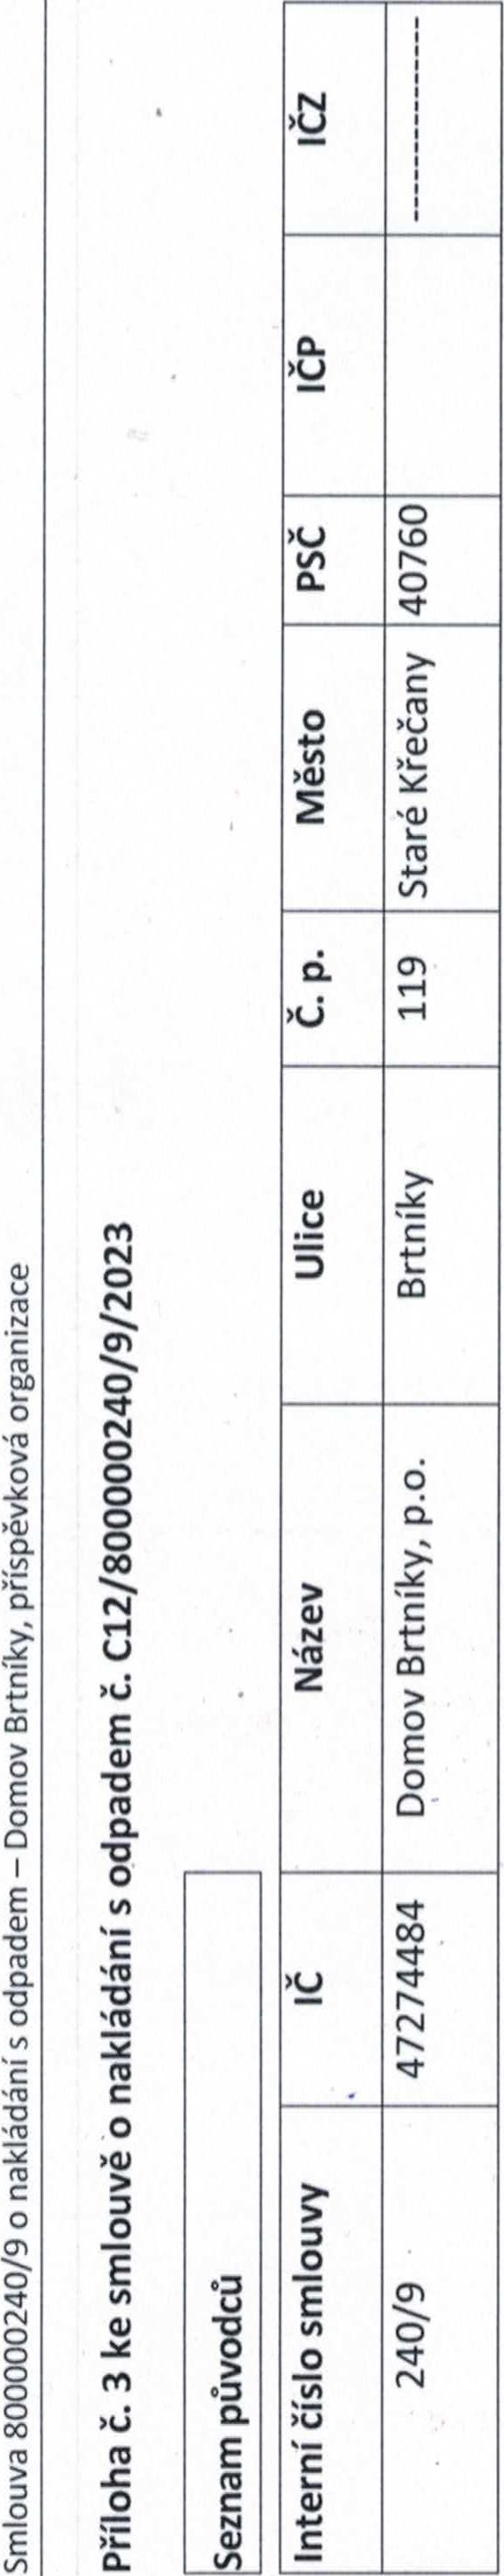 Smlouva 800000240/9 o nakládání s odpadem – Domov Brtníky, příspěvková organizace
Příloha č. 3 ke smlouvě o nakládání s odpadem č. C12/800000240/9/2023
Seznam původců
Interní číslo smlouvy IČ Název Ulice Č. p. Město PSČ IČP IČZ
240/9 47274484 Domov Brtníky, p.o. Brtníky 119 Staré Křečany 40760 -----------------